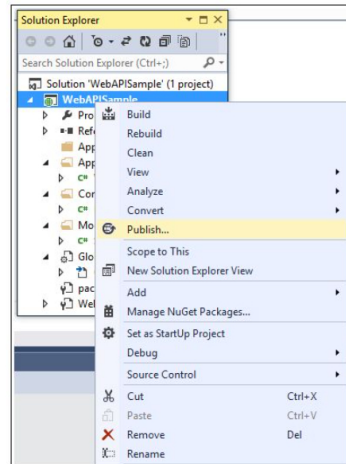 Solution Explorer
Search Solution Explorer (Ctrl+;)
Solution 'WebAPISample' (1 project)
WebAPISample
Pro
Refe
App
App
C#
Con
C#
Mo
C#
Glo
pac
Wel
Build
Rebuild
Clean
View
Analyze
Convert
Publish...
Scope to This
New Solution Explorer View
Add
Manage NuGet Packages...
Set as StartUp Project
Debug
Source Control
Cut Ctrl+X
Paste Ctrl+V
Remove Del
Rename